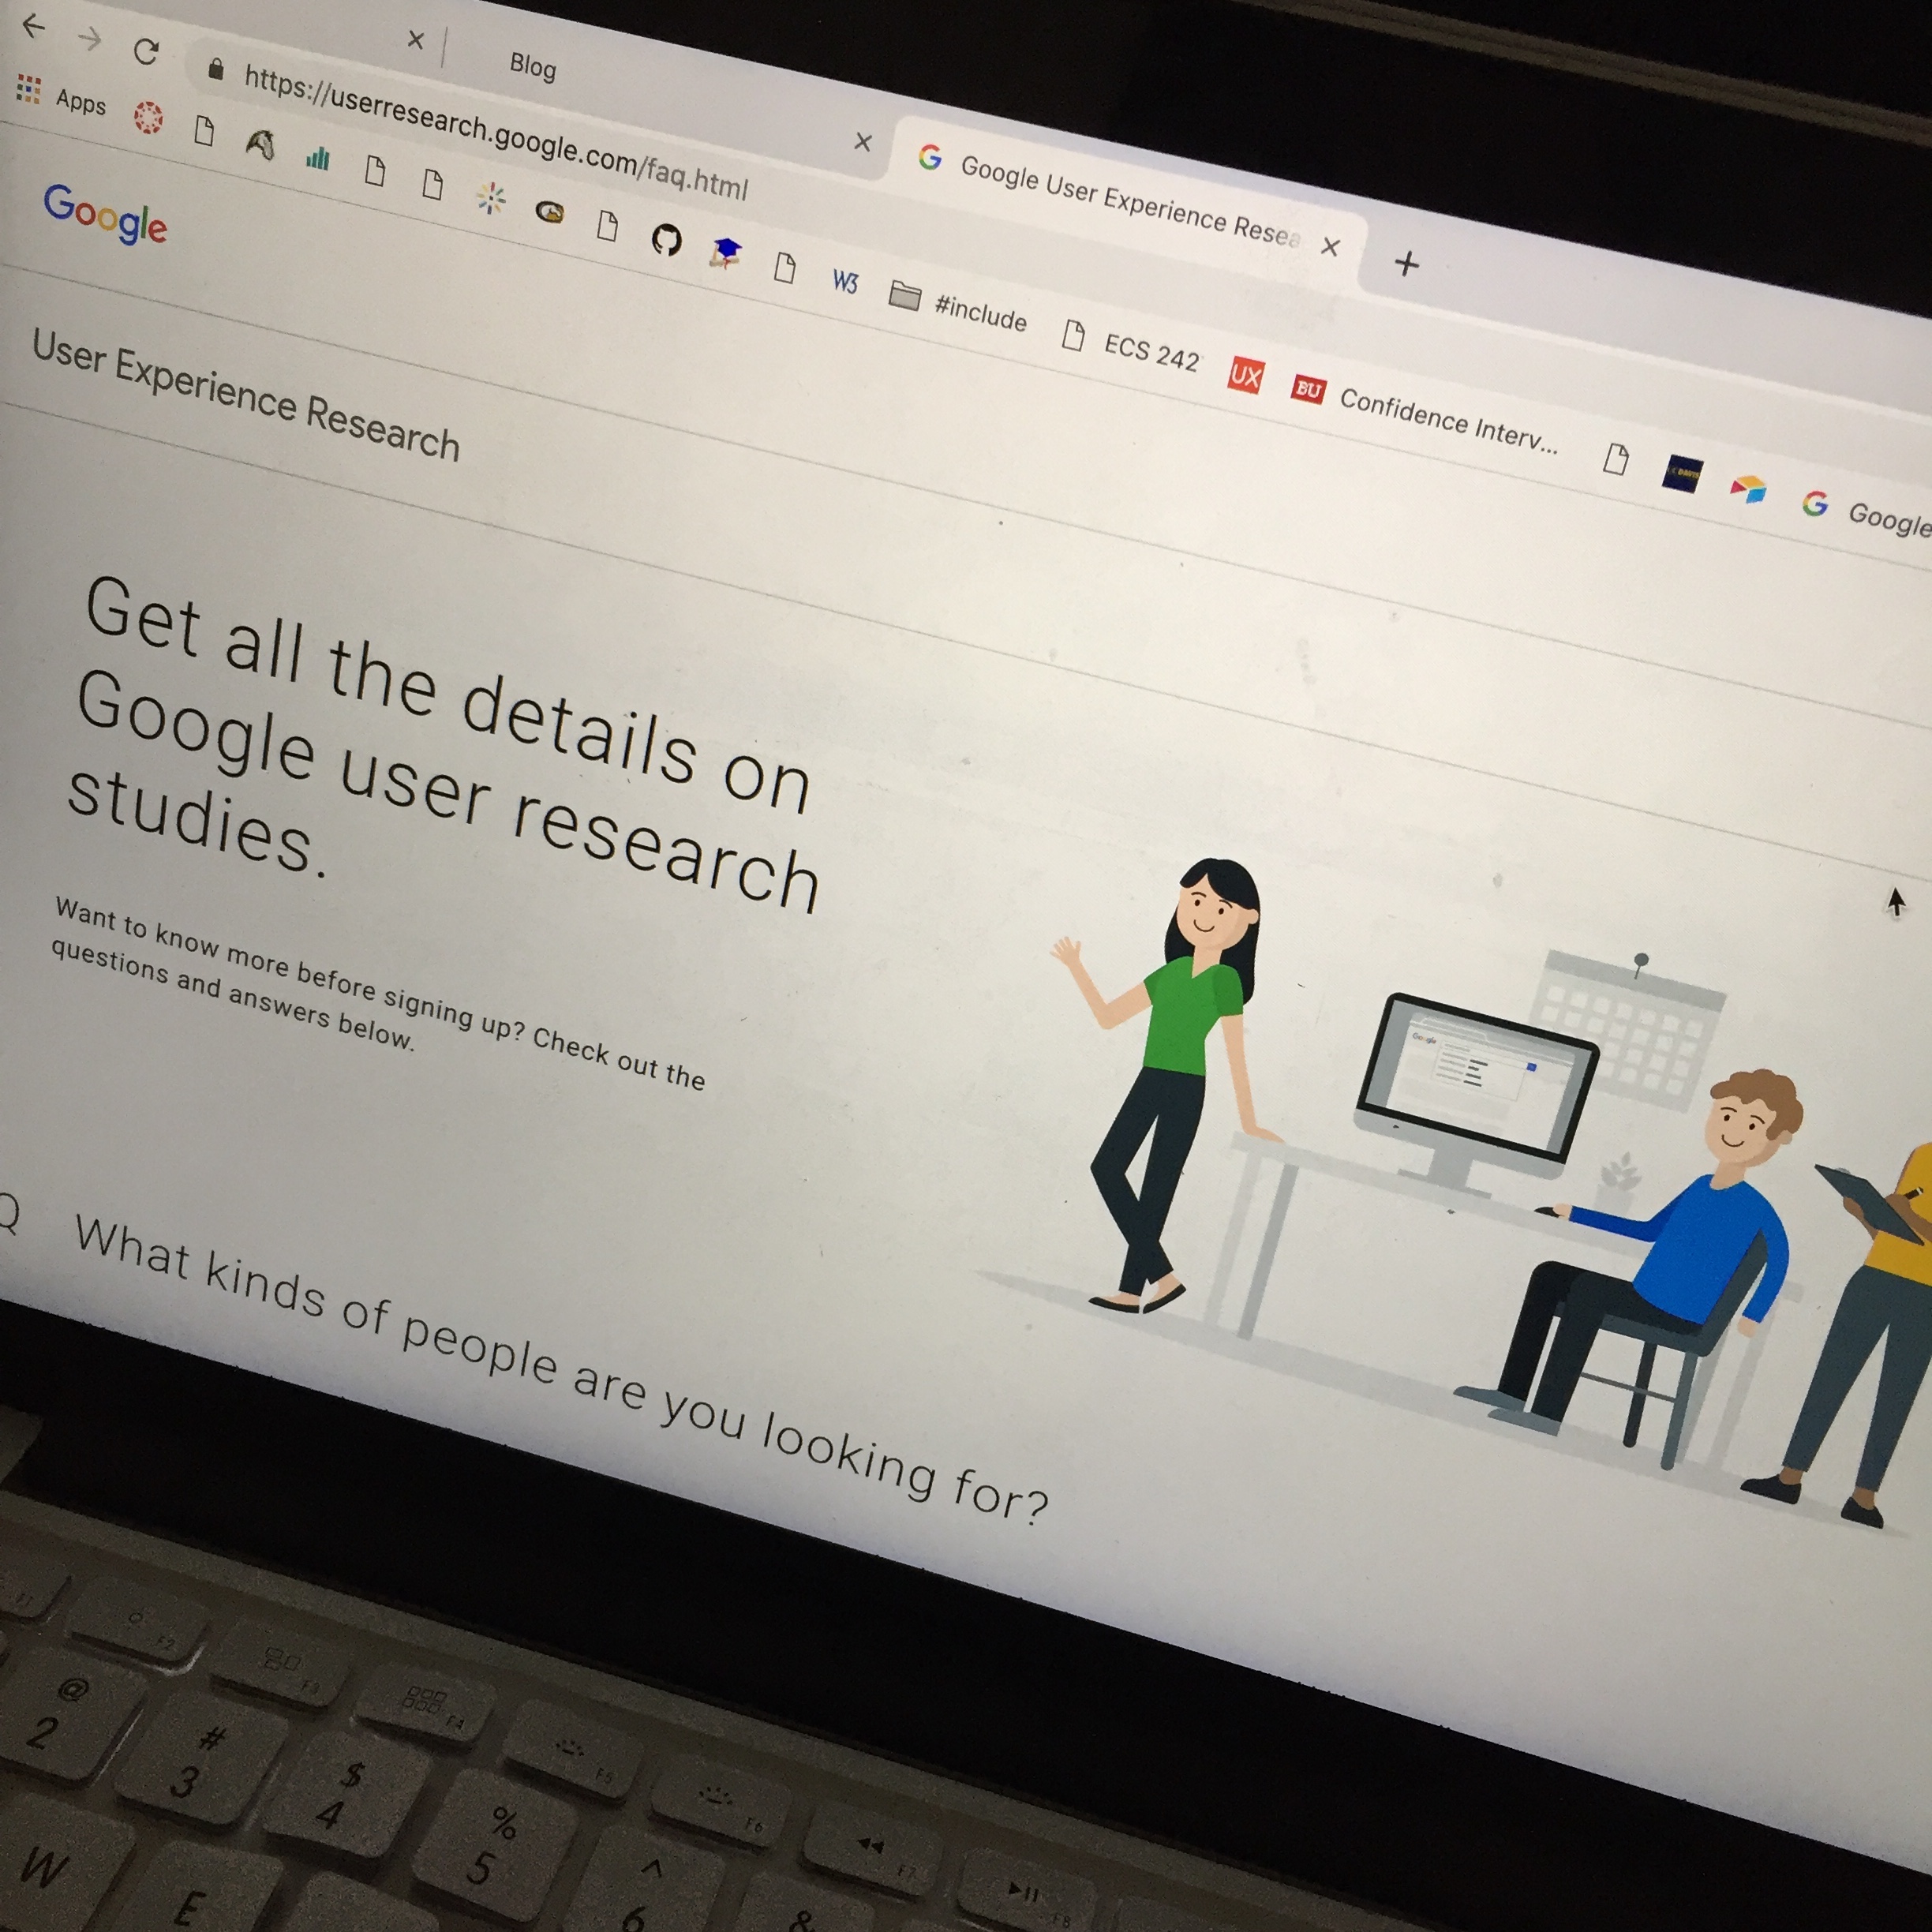 Blog
Google User Experience Resea
https://userresearch.google.com/faq.html
Apps
W3
#include
ECS 242
UX
BU
Confidence Interv...
Google
Google
User Experience Research
Get all the details on
Google user research
studies.
Want to know more before signing up? Check out the
questions and answers below.
Google
Q
What kinds of people are you looking for?
F1
F2
F3
F4
F5
F6
F7
F8
@
2
#
3
$
4
%
5
^
6
&
W
E